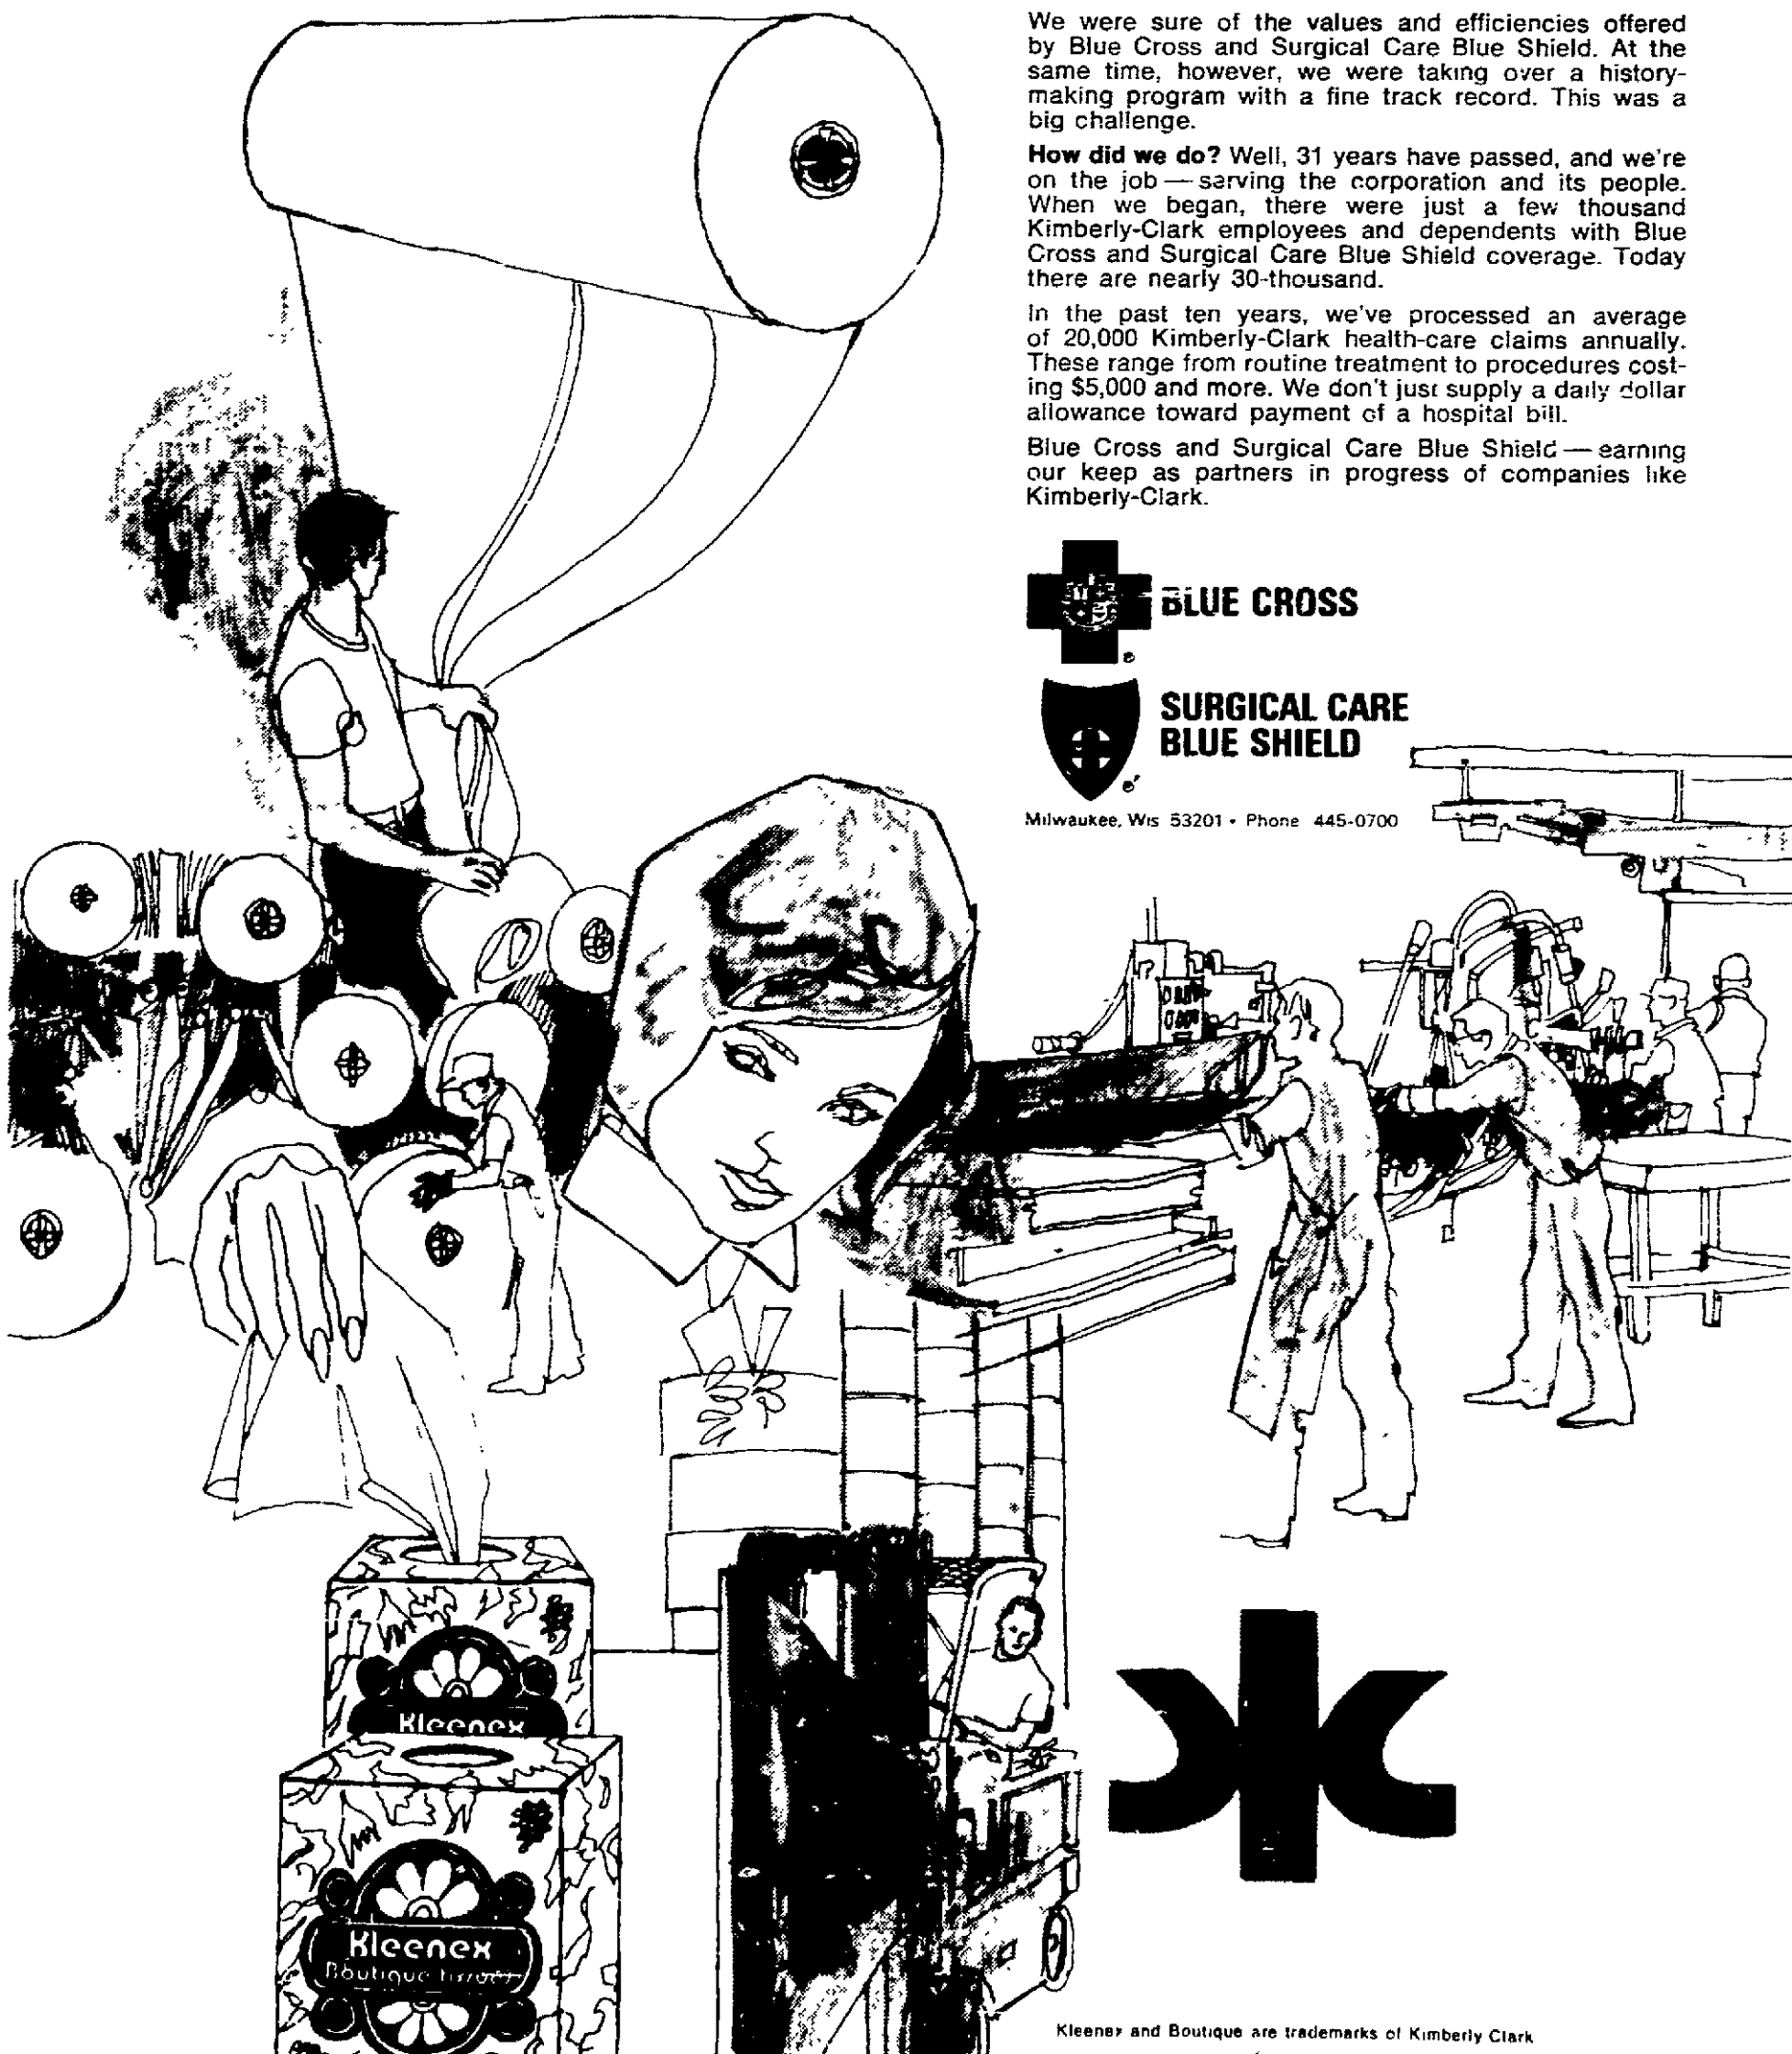 We were sure of the values and efficiencies offered
by Blue Cross and Surgical Care Blue Shield. At the
same time, however, we were taking over a history-
making program with a fine track record. This was a
big challenge.
How did we do? Well, 31 years have passed, and we're
on the job — serving the corporation and its people.
When we began, there were just a few thousand
Kimberly-Clark employees and dependents with Blue
Cross and Surgical Care Blue Shield coverage. Today
there are nearly 30-thousand.
In the past ten years, we've processed an average
of 20,000 Kimberly-Clark health-care claims annually.
These range from routine treatment to procedures cost-
ing $5,000 and more. We don't just supply a daily dollar
allowance toward payment of a hospital bill.
Blue Cross and Surgical Care Blue Shield — earning
our keep as partners in progress of companies like
Kimberly-Clark.
BLUE CROSS
®
SURGICAL CARE
BLUE SHIELD
®
Milwaukee, Wis 53201 • Phone 445-0700
Kleenex
Kleenex
Boutique tissues
Kleenex and Boutique are trademarks of Kimberly Clark